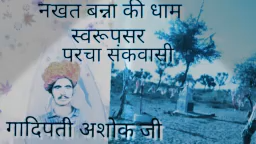 नखत बन्ना की धाम
स्वरूपसर
परचा संकवासी
गादिपती अशोक जी